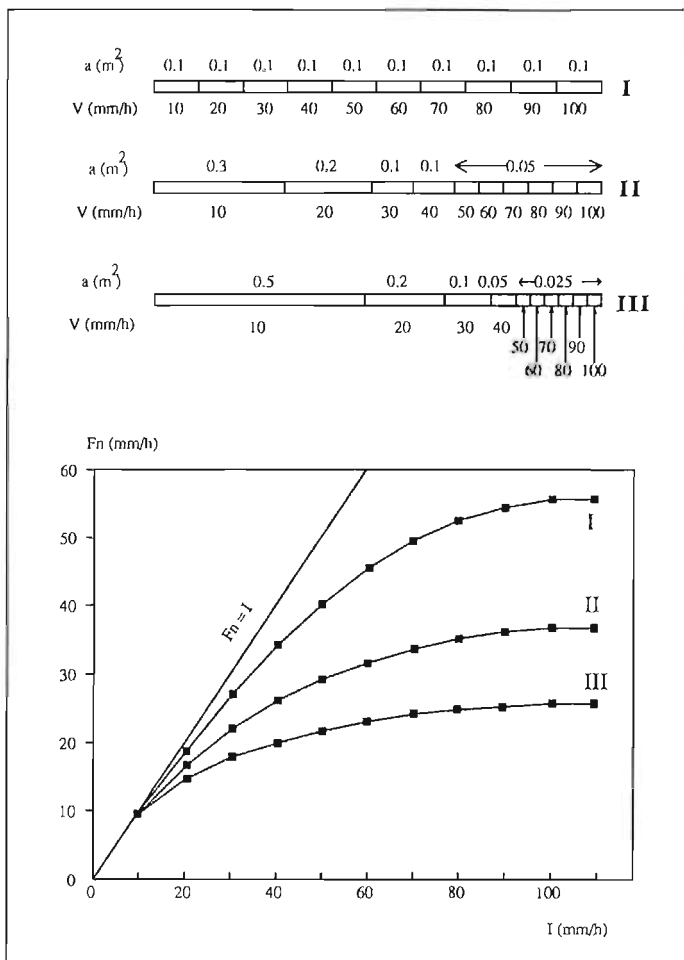 a (m2) 0.1 0.1 0.1 0.1 0.1 0.1 0.1 0.1 0.1 0.1
I
V (mm/h) 10 20 30 40 50 60 70 80 90 100
a (m2) 0.3 0.2 0.1 0.1 0.05
II
V (mm/h) 10 20 30 40 50 60 70 80 90 100
a (m2) 0.5 0.2 0.1 0.05 0.025
III
V (mm/h) 10 20 30 40
50 70 90
60 80 100
Fn (mm/h)
60
50
40
30
20
10
0
Fn = I
I
II
III
0 20 40 60 80 100
I (mm/h)